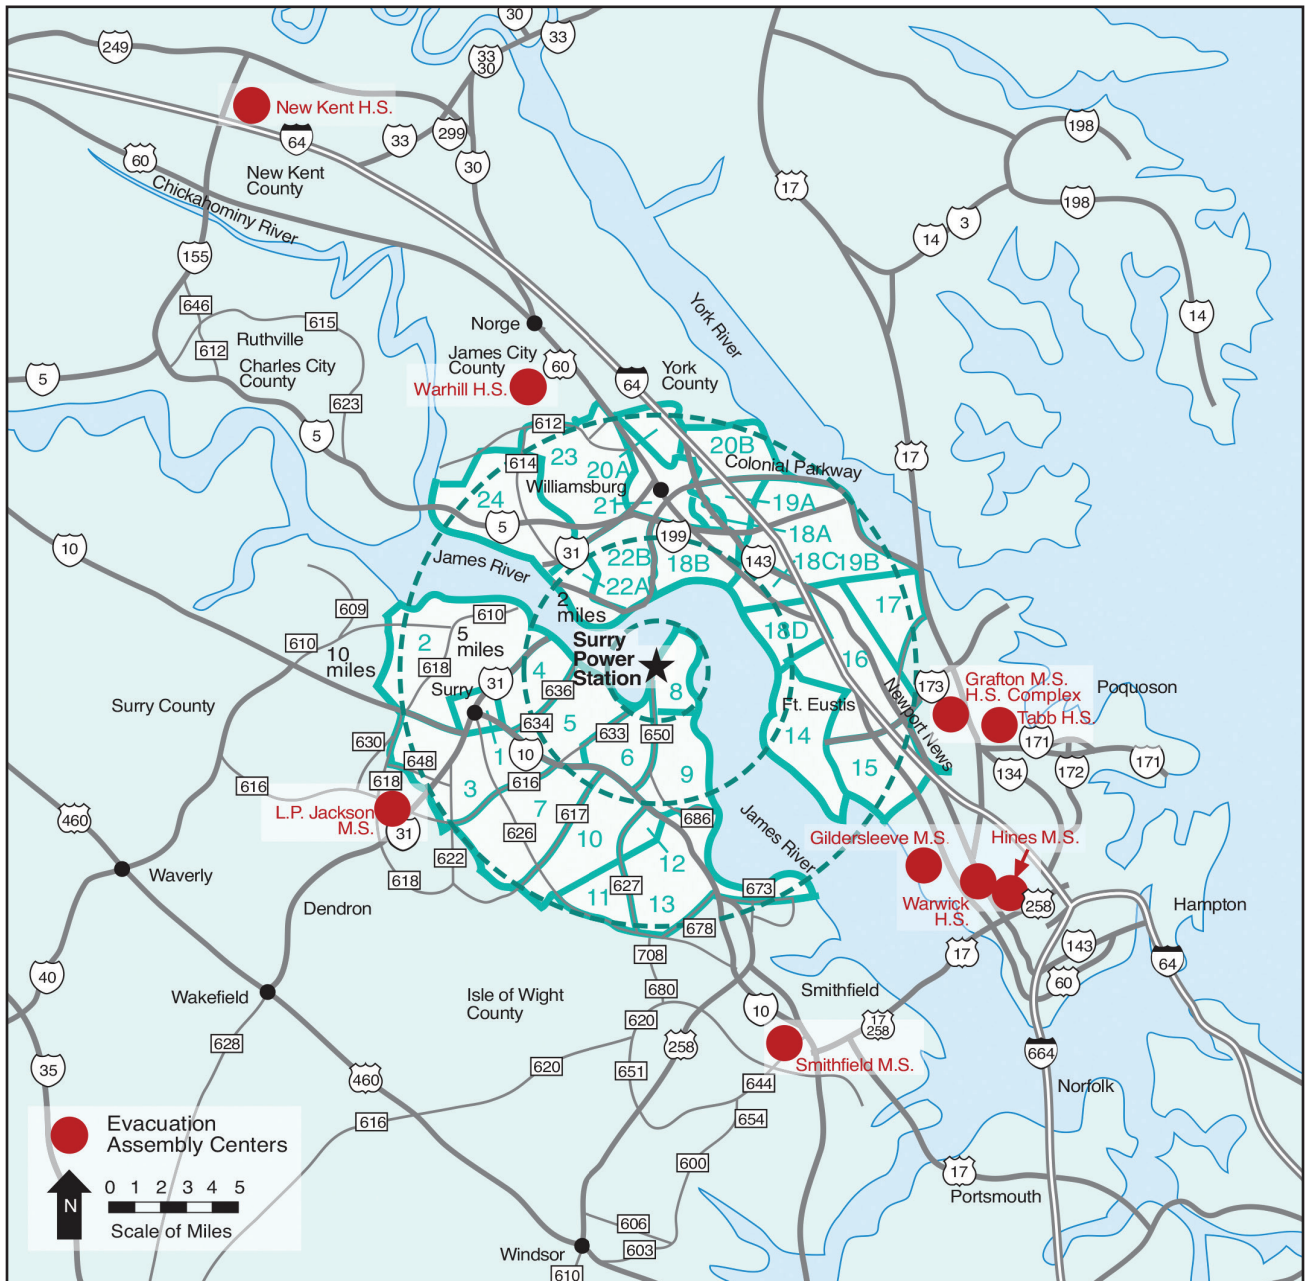 30
33
249
33
30
New Kent H.S.
64
33
299
198
60
30
New Kent
County
17
198
Chickahominy River
3
14
155
646
615
York River
14
Norge
Ruthville
612
James City
County
60
York
County
Charles City
County
5
64
Warhill H.S.
623
612
5
20B
17
23
614
20A
Colonial Parkway
Williamsburg
24
21
19A
5
199
18A
10
31
22B
143
18C
19B
James River
18B
22A
2
miles
17
609
610
18D
610
2
5
miles
Surry
Power
Station
10
miles
618
4
16
Surry
31
636
8
173
Grafton M.S.
H.S. Complex
Poquoson
Surry County
Ft. Eustis
Newport News
Tabb H.S.
634
5
633
650
14
171
630
1
10
648
6
171
15
134
172
616
618
616
9
3
L.P. Jackson
M.S.
7
617
460
31
626
10
686
James River
Gildersleeve M.S.
Hines M.S.
622
12
Waverly
618
627
673
11
13
Warwick
H.S.
258
Hampton
Dendron
678
143
17
708
64
40
60
Wakefield
680
Isle of Wight
County
Smithfield
10
620
17
258
628
258
Smithfield M.S.
664
35
620
651
460
644
Norfolk
Evacuation
Assembly Centers
616
654
600
17
N
0 1 2 3 4 5
Scale of Miles
Portsmouth
606
603
Windsor
610